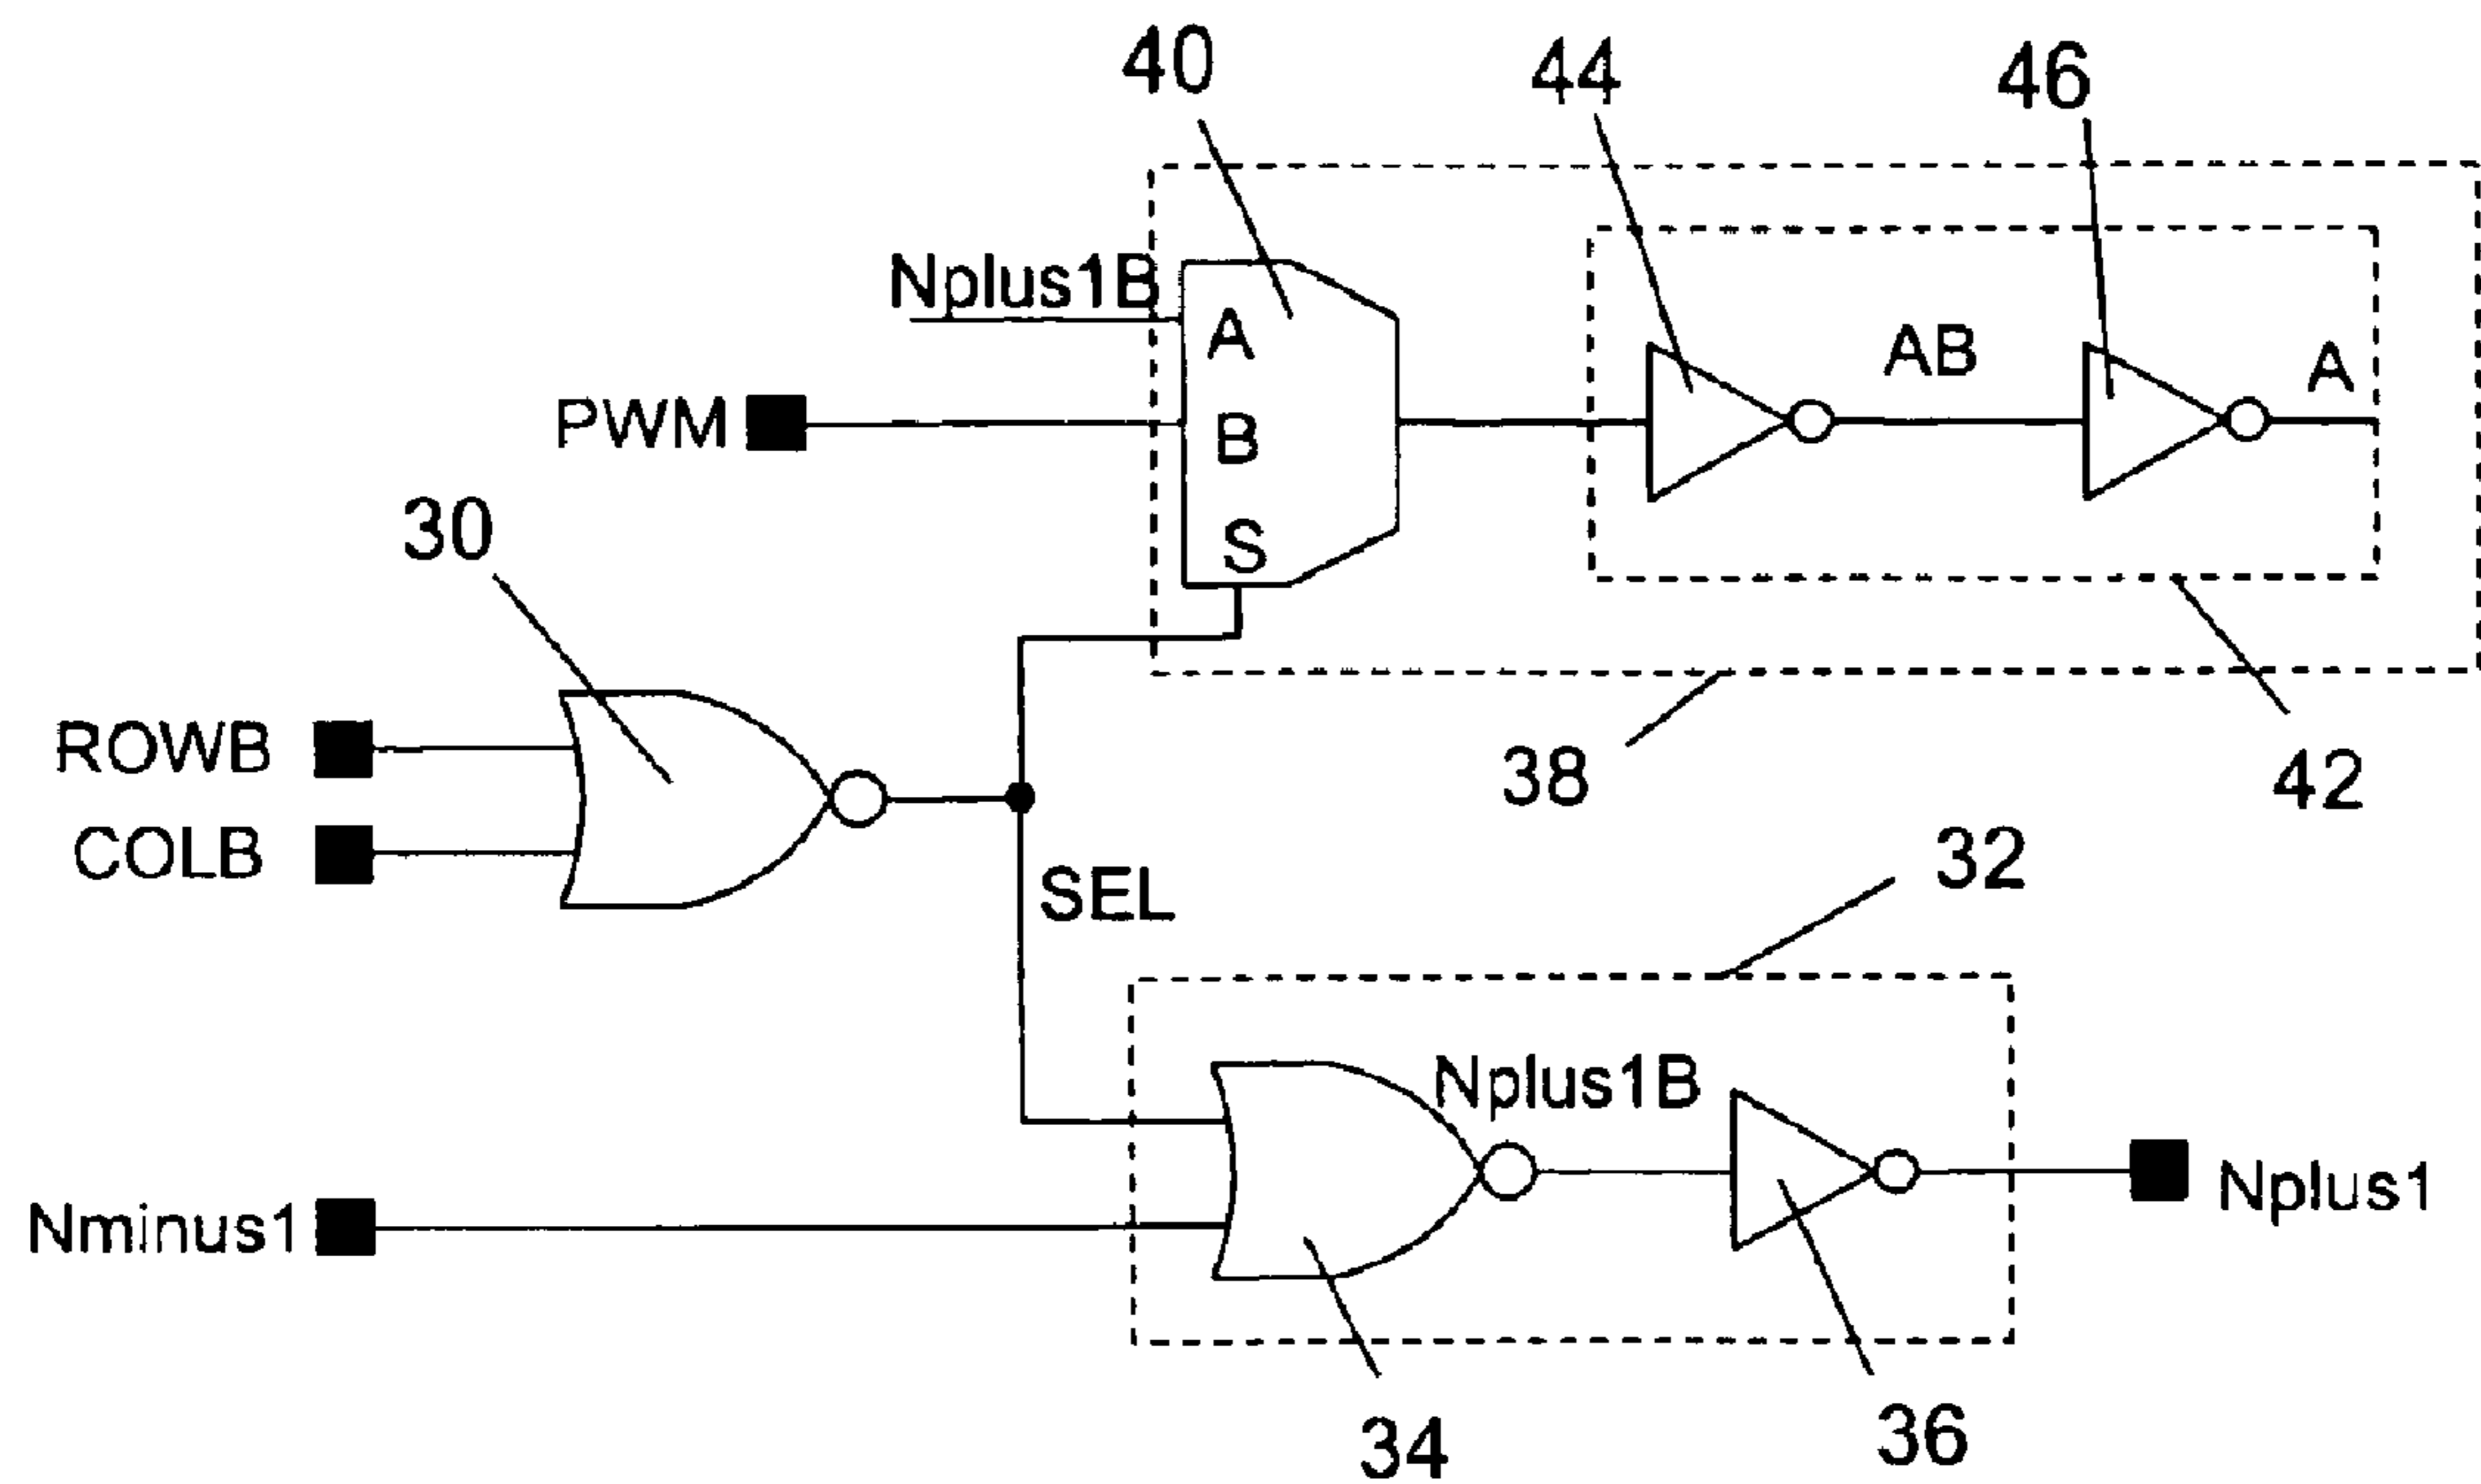 40
44
46
Nplus1B
A
AB
A
PWM
B
30
S
ROWB
38
42
COLB
32
SEL
Nplus1B
Nminus1
Nplus1
34
36